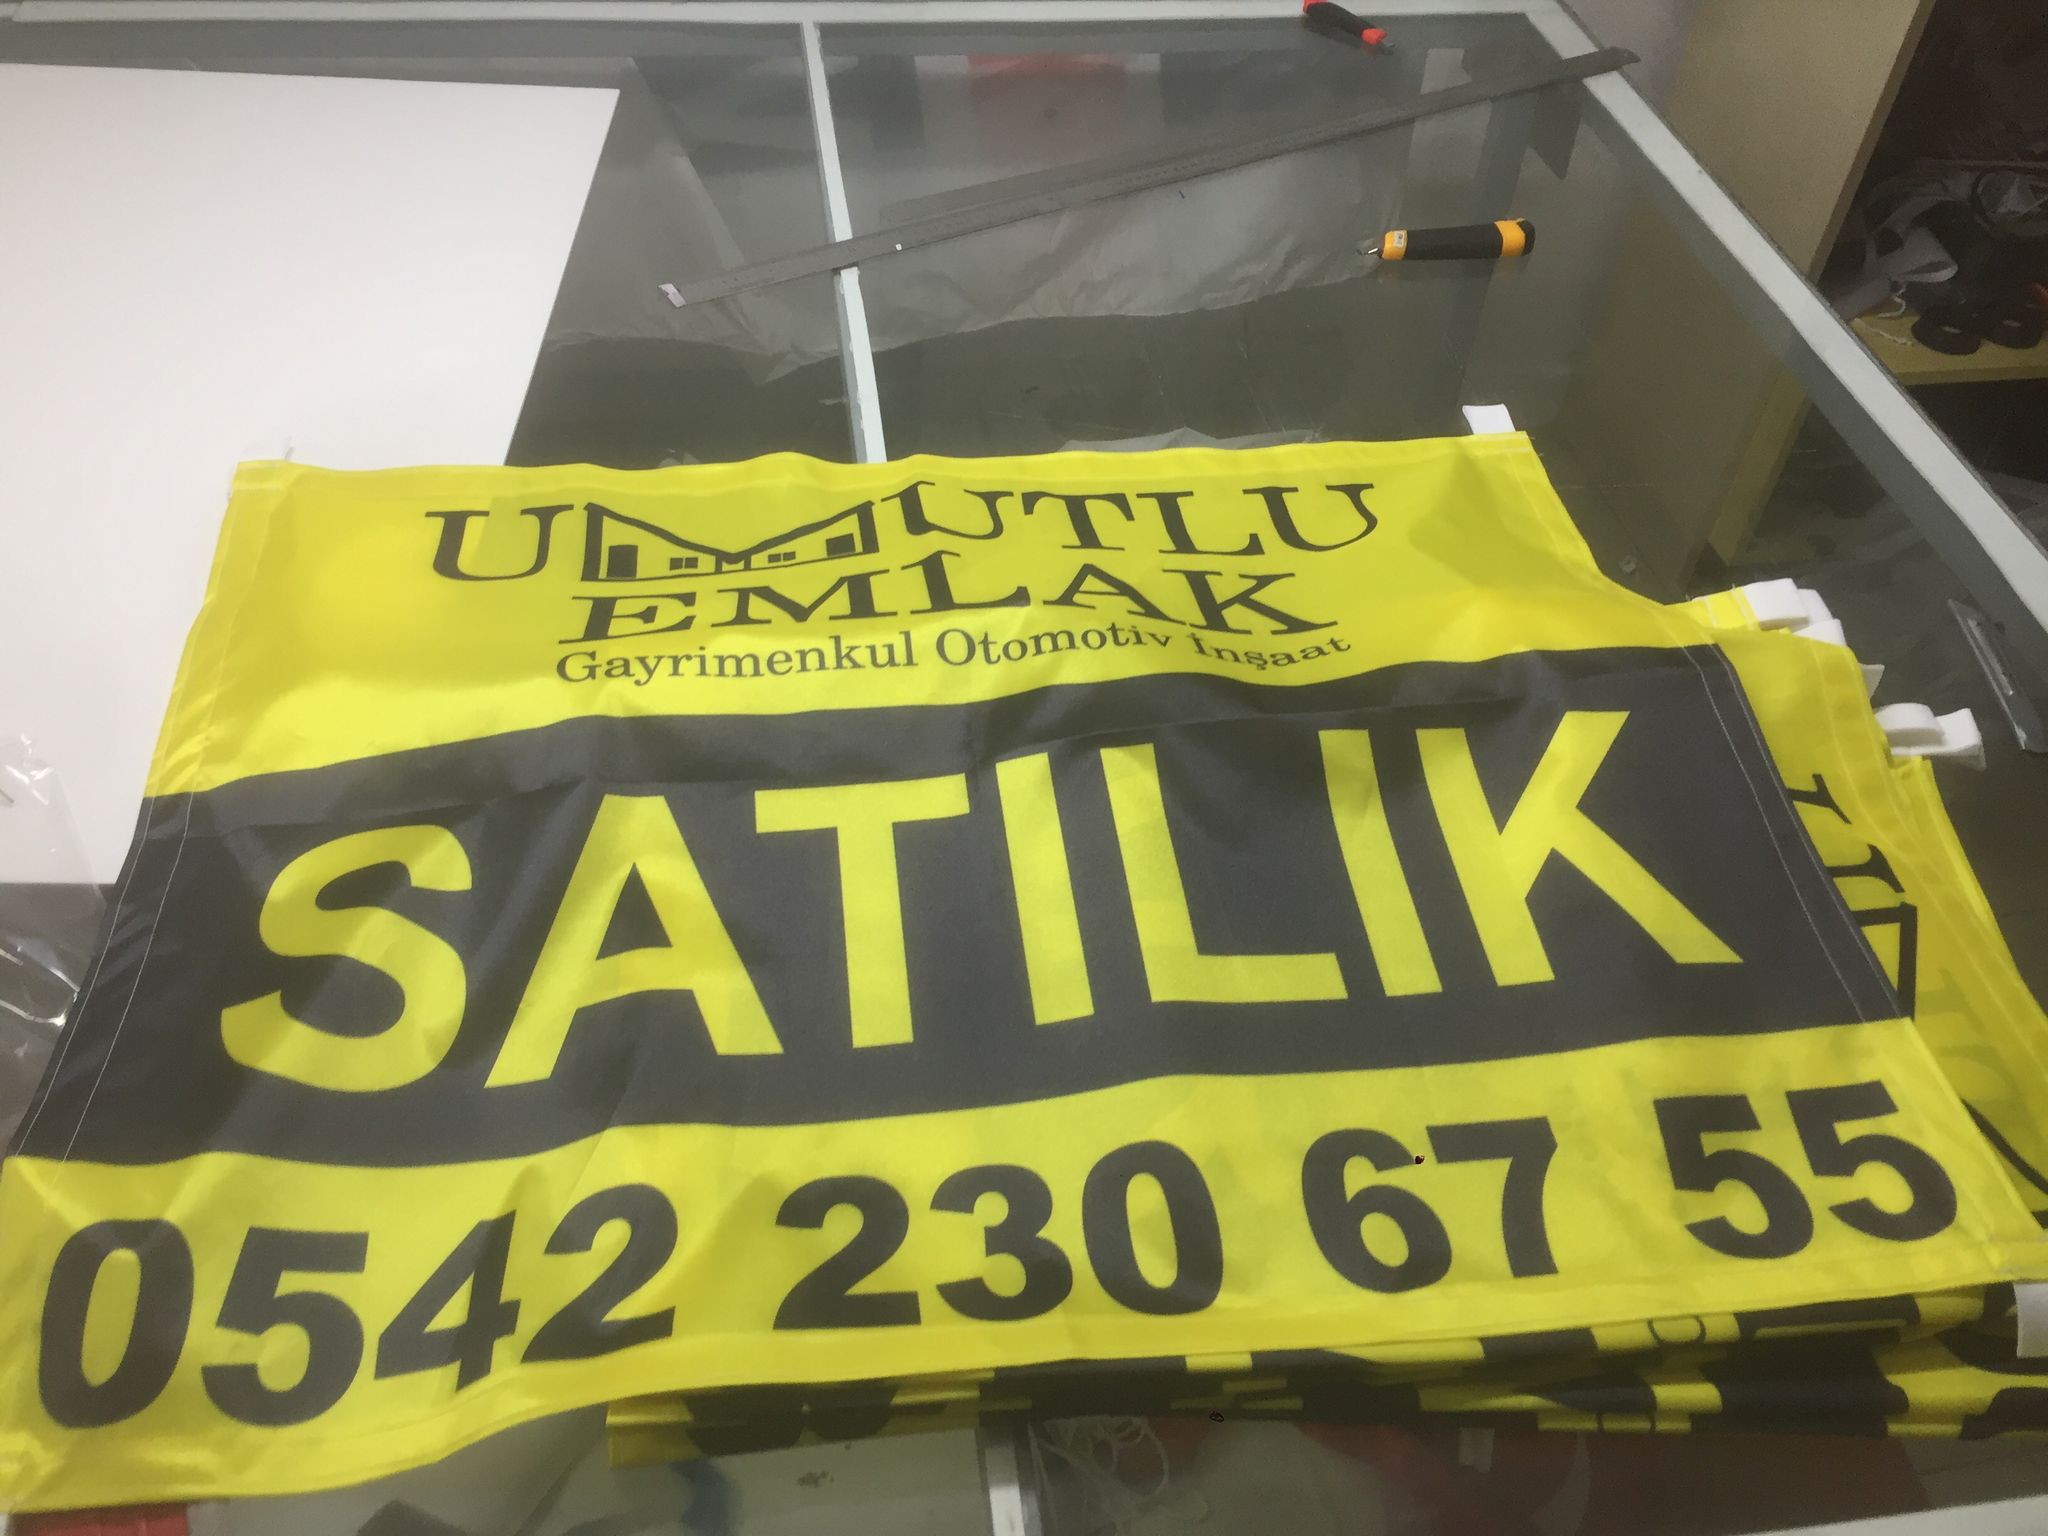 UMUTLU
EMLAK
Gayrimenkul Otomotiv İnşaat
SATILIK
0542 230 67 55